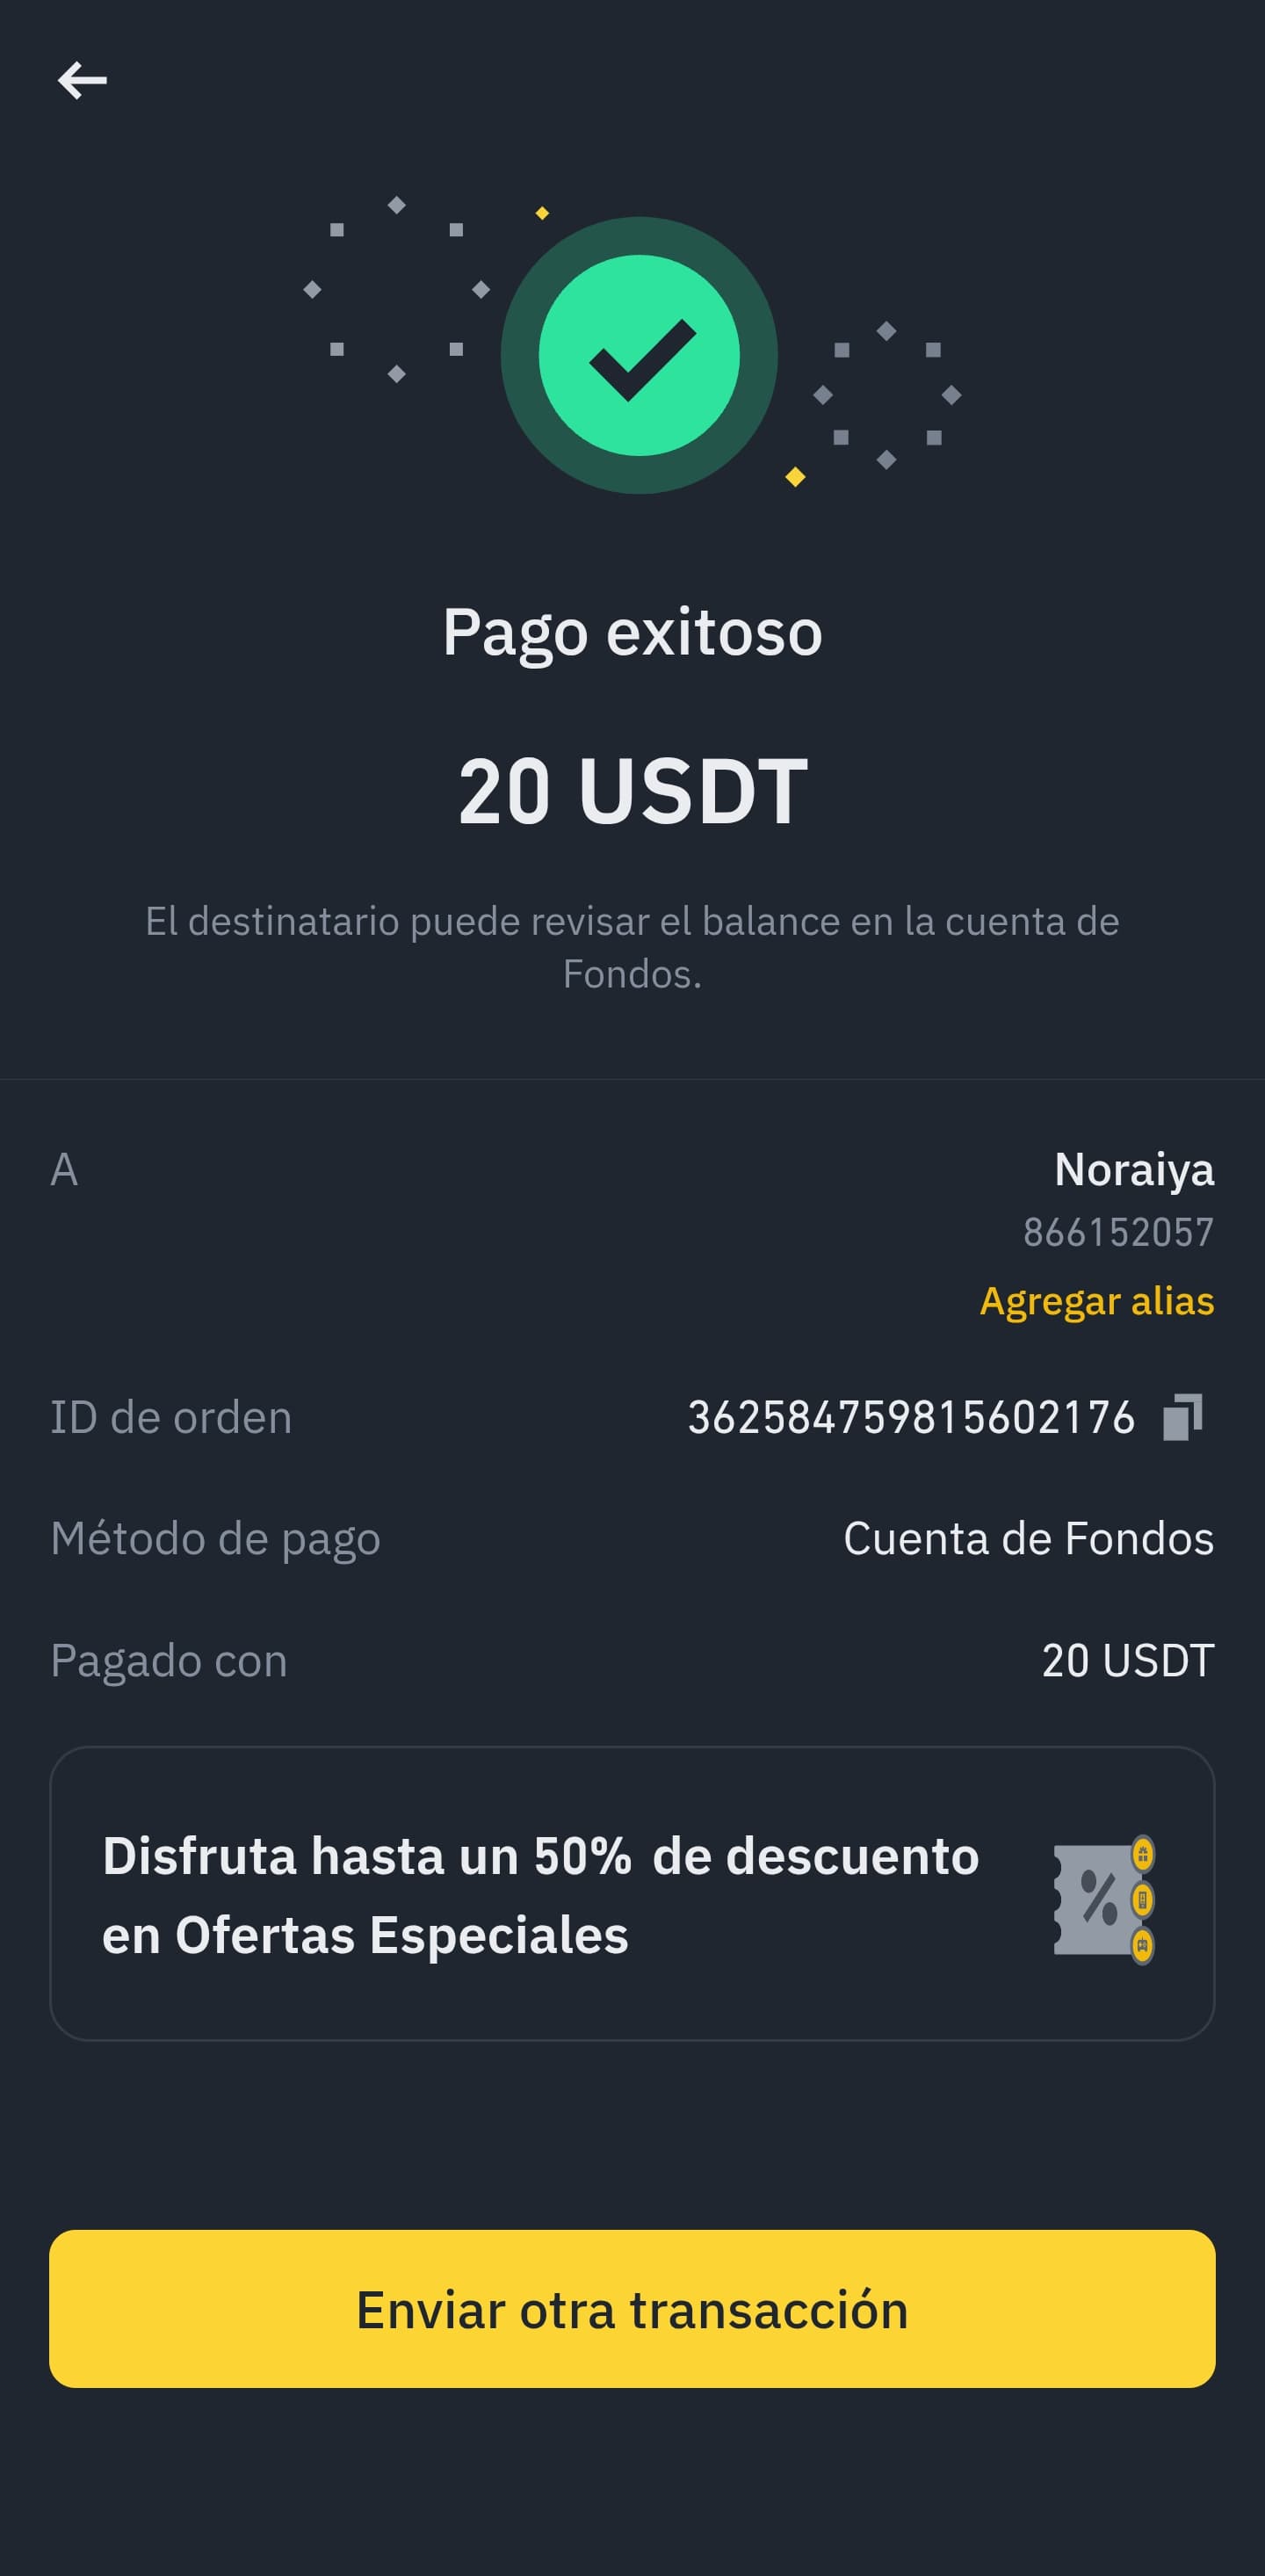 Pago exitoso
20 USDT
El destinatario puede revisar el balance en la cuenta de
Fondos.
A
Noraiya
866152057
Agregar alias
ID de orden 362584759815602176
Método de pago Cuenta de Fondos
Pagado con 20 USDT
Disfruta hasta un 50% de descuento
en Ofertas Especiales
%
Enviar otra transacción